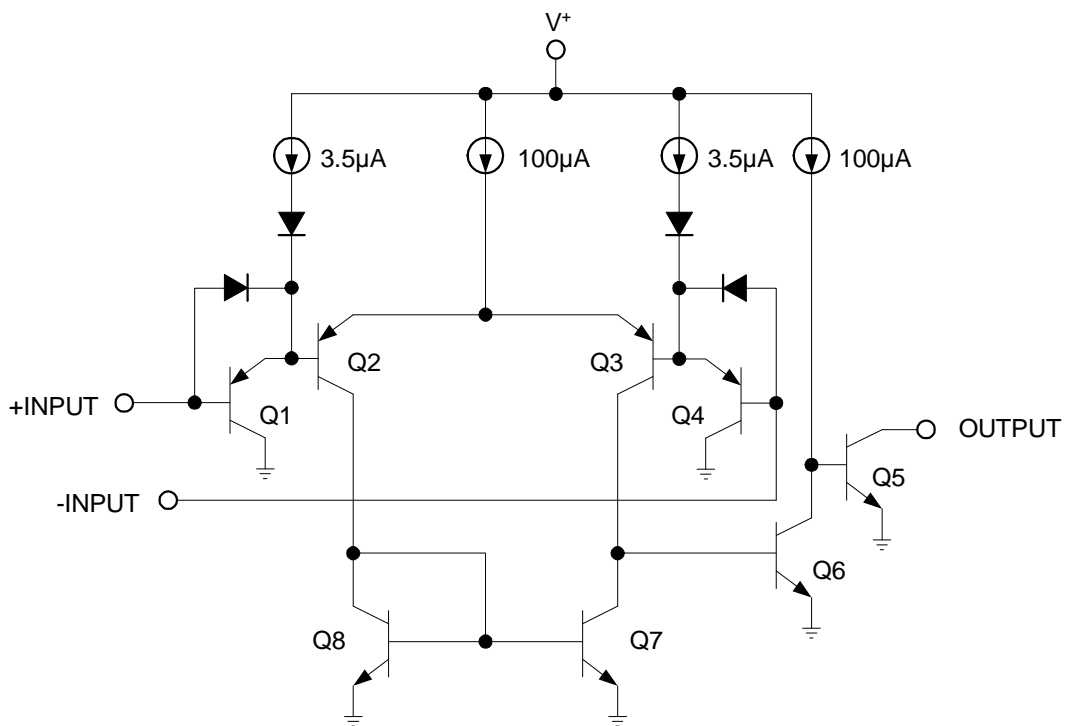 V+
3.5µA
100µA
3.5µA
100µA
Q2
Q3
+INPUT
Q1
Q4
OUTPUT
Q5
-INPUT
Q6
Q8
Q7